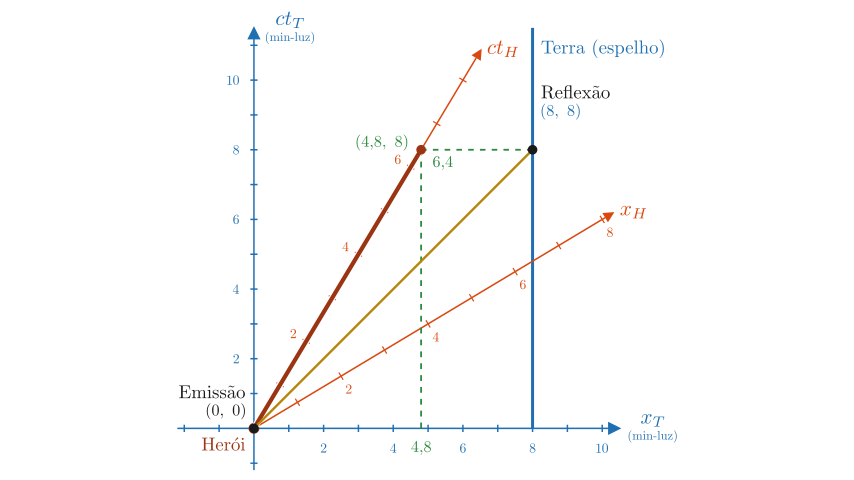 ct_T
(min-luz)
ct_H
Terra (espelho)
10
Reflexão
(8, 8)
(4,8, 8)
8
6
6,4
6
x_H
8
4
4
6
2
2
4
2
Emissão
(0, 0)
Herói
2
4
4,8
6
8
10
x_T
(min-luz)